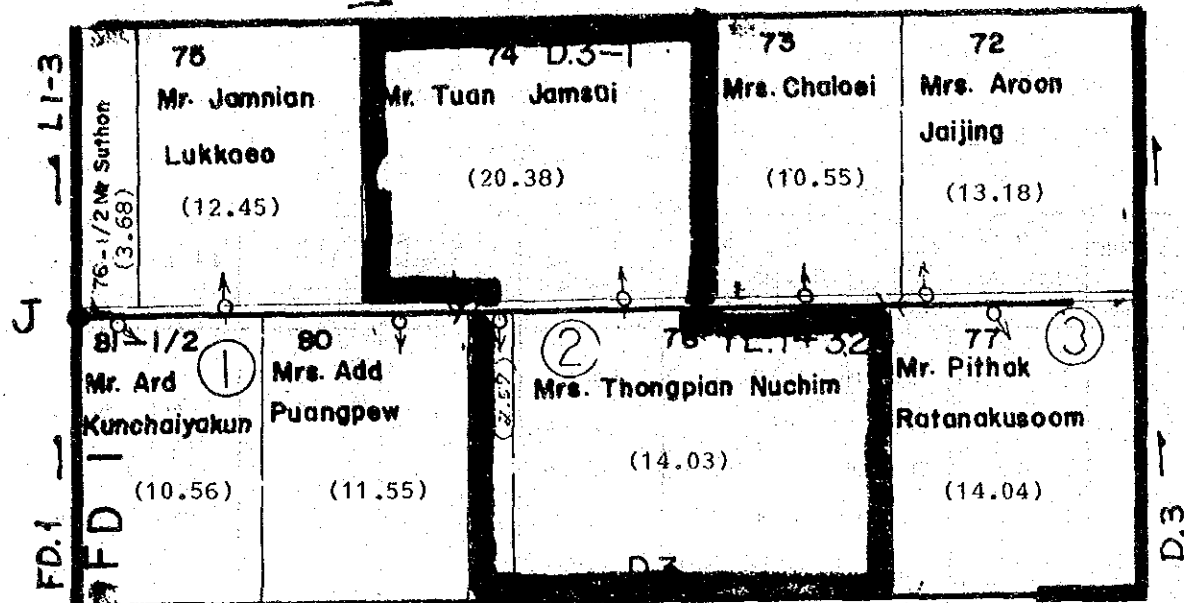 L1-3
76-1/2 Mr Suthon
(3.68)
75
Mr. Jamnian
Lukkaeo
(12.45)
74 D.3-1
Mr. Tuan Jamsai
(20.38)
73
Mrs. Chaloei
(10.55)
72
Mrs. Aroon
Jaijing
(13.18)
81-1/2
1
Mr. Ard
Kunchaiyakun
(10.56)
FD 1
FD.1
80
Mrs. Add
Puangpew
(11.55)
2
Mrs. Thongpian Nuchim
(14.03)
D.3
77
3
Mr. Pithak
Ratanakusoom
(14.04)
D.3